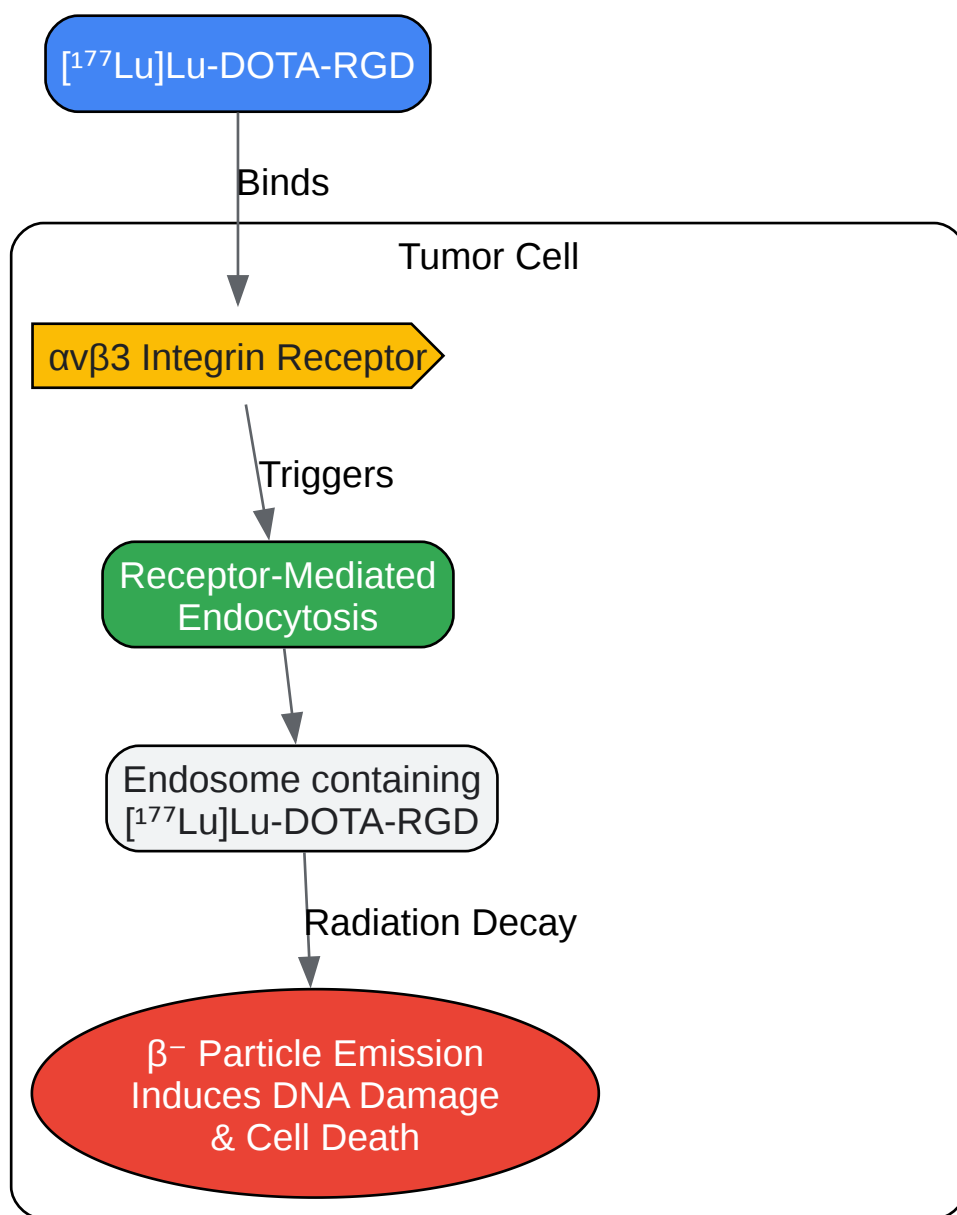 [¹⁷⁷Lu]Lu-DOTA-RGD
Binds
Tumor Cell
αvβ3 Integrin Receptor
Triggers
Receptor-Mediated
Endocytosis
Endosome containing
[¹⁷⁷Lu]Lu-DOTA-RGD
Radiation Decay
β⁻ Particle Emission
Induces DNA Damage
& Cell Death